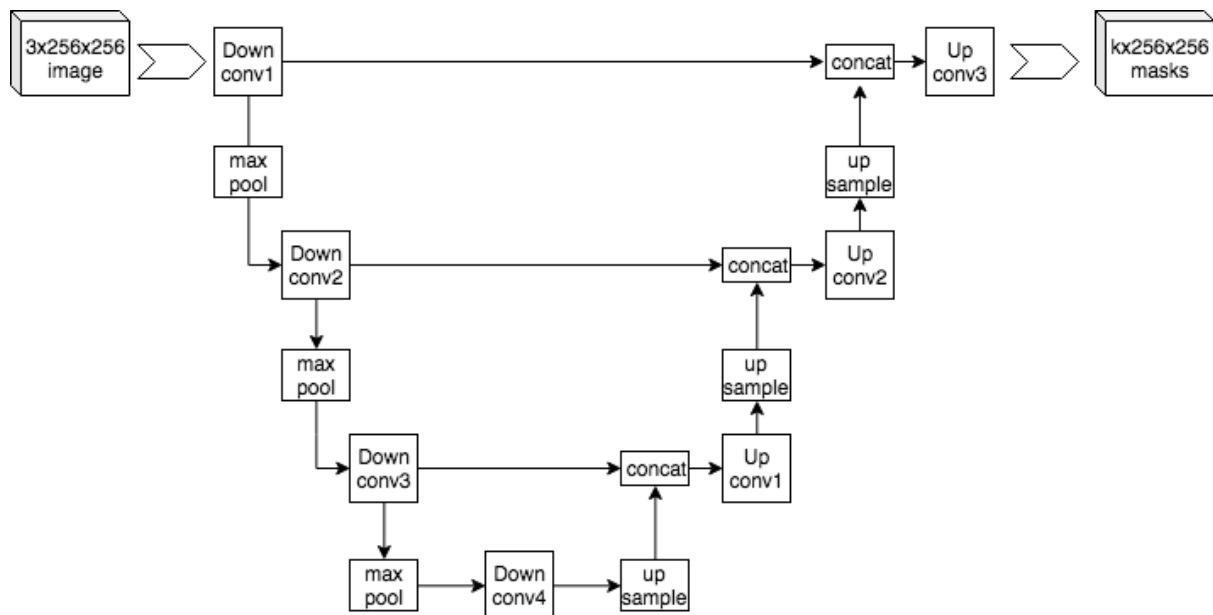 3x256x256
image
Down
conv1
concat
Up
conv3
kx256x256
masks
max
pool
up
sample
Down
conv2
concat
Up
conv2
max
pool
up
sample
Down
conv3
concat
Up
conv1
max
pool
Down
conv4
up
sample